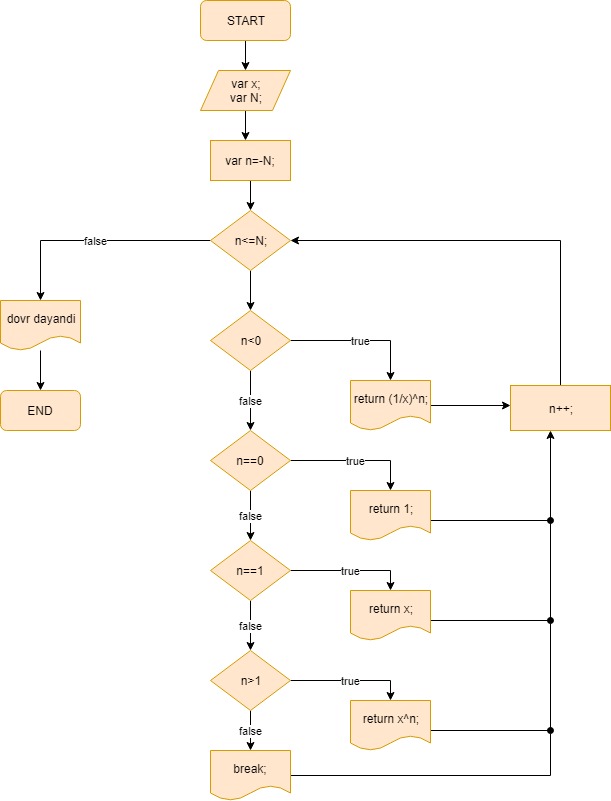 START
var x;
var N;
var n=-N;
n<=N;
false
dovr dayandi
END
n<0
true
return (1/x)^n;
n++;
false
n==0
true
return 1;
false
n==1
true
return x;
false
n>1
true
return x^n;
false
break;